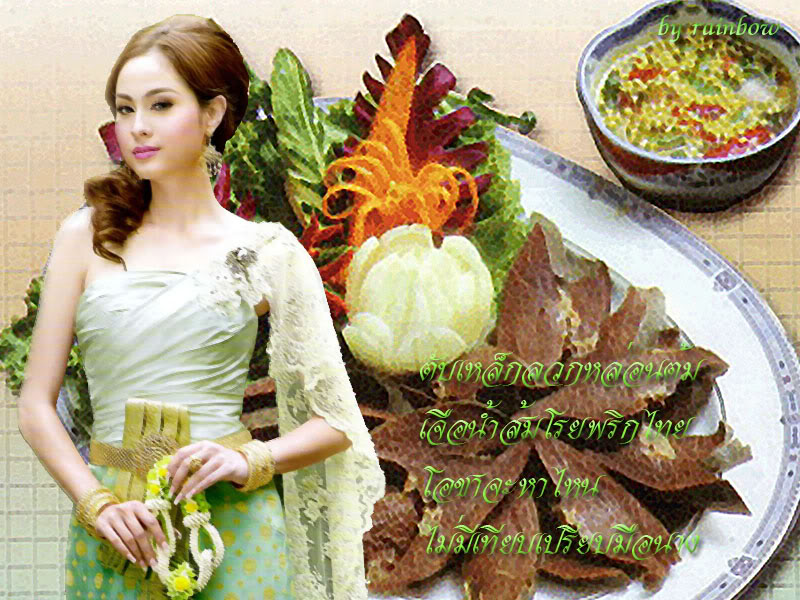 by rainbow
ตับเหล็กลวกหล่อนต้ม
เจือน้ำส้มโรยพริกไทย
โอชาจะหาไหน
ไม่มีเทียบเปรียบมือนาง